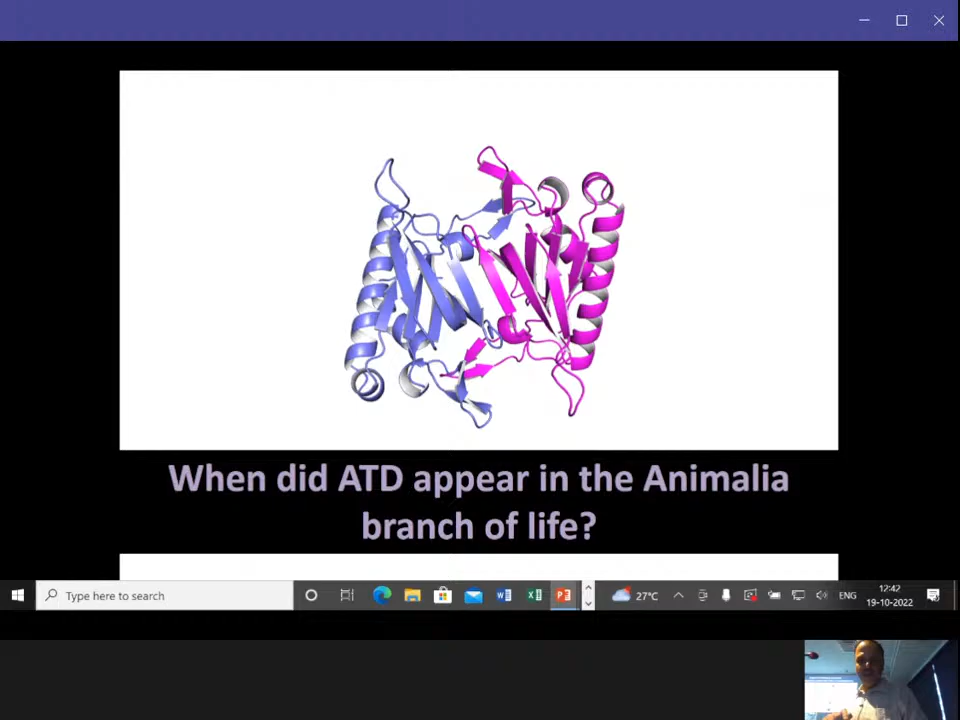 When did ATD appear in the Animalia
branch of life?
Type here to search
27°C
ENG
12:42
19-10-2022